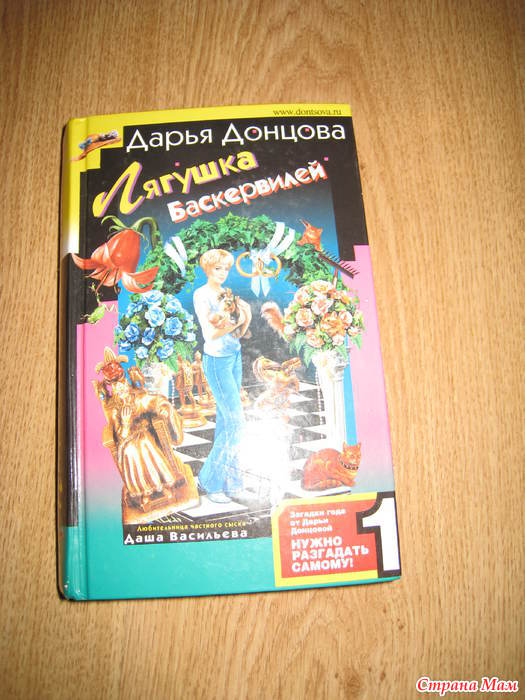 www.dontsova.ru
Дарья Донцова
Лягушка
Баскервилей
Любительница частного сыска
Даша Васильева
Загадки года
от Дарьи
Донцовой
НУЖНО
РАЗГАДАТЬ
САМОМУ!
1
Страна Мам